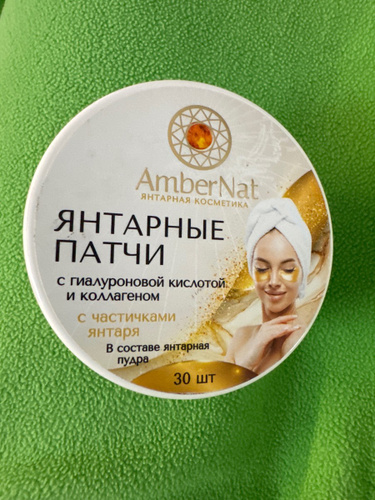 AmberNat
ЯНТАРНАЯ КОСМЕТИКА
ЯНТАРНЫЕ
ПАТЧИ
с гиалуроновой кислотой
и коллагеном
с частичками
янтаря
В составе янтарная
пудра
30 шт